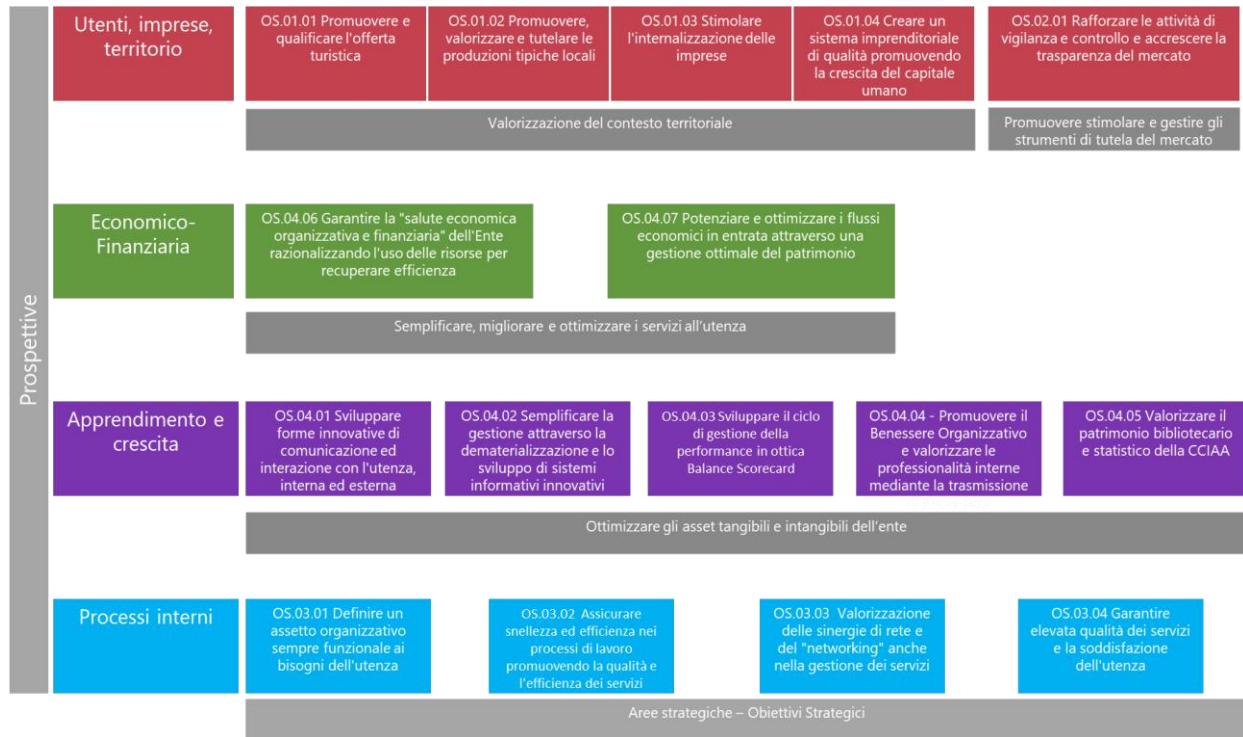 Prospettive
Utenti, imprese,
territorio
OS.01.01 Promuovere e
qualificare l'offerta
turistica
OS.01.02 Promuovere,
valorizzare e tutelare le
produzioni tipiche locali
OS.01.03 Stimolare
l'internalizzazione delle
imprese
OS.01.04 Creare un
sistema imprenditoriale
di qualità promuovendo
la crescita del capitale
umano
OS.02.01 Rafforzare le attività di
vigilanza e controllo e accrescere la
trasparenza del mercato
Valorizzazione del contesto territoriale
Promuovere stimolare e gestire gli
strumenti di tutela del mercato
Economico-
Finanziaria
OS.04.06 Garantire la "salute economica
organizzativa e finanziaria" dell'Ente
razionalizzando l'uso delle risorse per
recuperare efficienza
OS.04.07 Potenziare e ottimizzare i flussi
economici in entrata attraverso una
gestione ottimale del patrimonio
Semplificare, migliorare e ottimizzare i servizi all'utenza
Apprendimento e
crescita
OS.04.01 Sviluppare
forme innovative di
comunicazione ed
interazione con l'utenza,
interna ed esterna
OS.04.02 Semplificare la
gestione attraverso la
dematerializzazione e lo
sviluppo di sistemi
informativi innovativi
OS.04.03 Sviluppare il ciclo
di gestione della
performance in ottica
Balance Scorecard
OS.04.04 - Promuovere il
Benessere Organizzativo
e valorizzare le
professionalità interne
mediante la trasmissione
OS.04.05 Valorizzare il
patrimonio bibliotecario
e statistico della CCIAA
Ottimizzare gli asset tangibili e intangibili dell'ente
Processi interni
OS.03.01 Definire un
assetto organizzativo
sempre funzionale ai
bisogni dell'utenza
OS.03.02 Assicurare
snellezza ed efficienza nei
processi di lavoro
promuovendo la qualità e
l'efficienza dei servizi
OS.03.03 Valorizzazione
delle sinergie di rete e
del "networking" anche
nella gestione dei servizi
OS.03.04 Garantire
elevata qualità dei servizi
e la soddisfazione
dell'utenza
Aree strategiche – Obiettivi Strategici